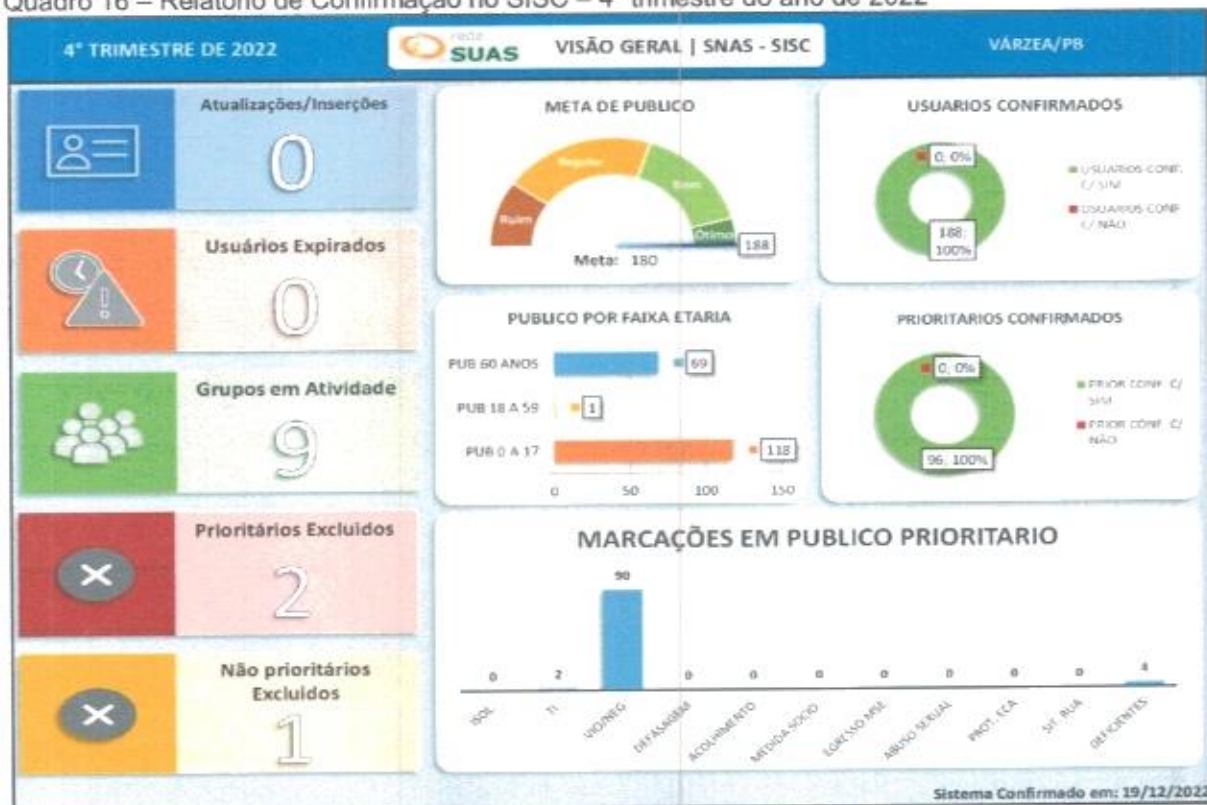 Quadro 16 – Relatório de Confirmação no SISC – 4° trimestre do ano de 2022
4° TRIMESTRE DE 2022
rede
SUAS
VISÃO GERAL | SNAS - SISC
VÁRZEA/PB
Atualizações/Inserções
0
Usuários Expirados
0
Grupos em Atividade
9
Prioritários Excluidos
2
Não prioritários
Excluidos
1
META DE PUBLICO
Ruim
Regular
Bom
Ótimo
188
Meta: 180
USUARIOS CONFIRMADOS
0; 0%
188;
100%
USUARIOS CONF.
C/ SIM
USUARIOS CONF
C/ NÃO
PUBLICO POR FAIXA ETARIA
PUB 60 ANOS
69
PUB 18 A 59
1
PUB 0 A 17
118
0 50 100 150
PRIORITARIOS CONFIRMADOS
0; 0%
96, 100%
PRIOR CONF. C/
SIM
PRIOR CONF. C/
NÃO
MARCAÇÕES EM PUBLICO PRIORITARIO
0 2 90 0 0 0 0 0 0 0 4
ISOL
TI
VIO/NEG
DEFASAGEM
ACOLHIMENTO
MEDIDA SOCIO
EGRESSO MSE
ABUSO SEXUAL
PROT. ECA
SIT. RUA
DEFICIENTES
Sistema Confirmado em: 19/12/2022